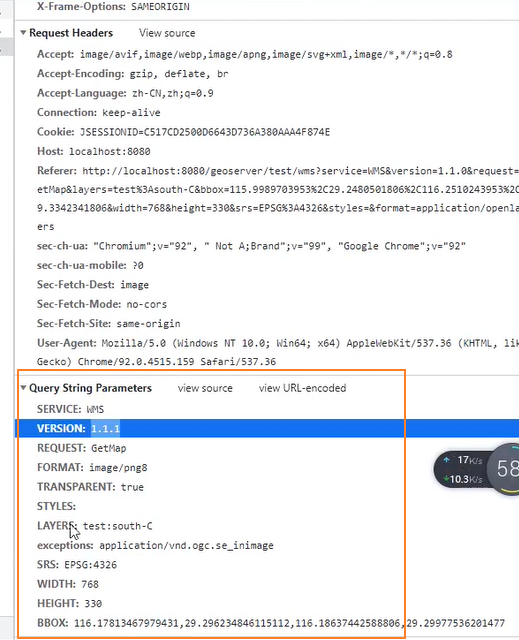 X-Frame-Options: SAMEORIGIN
Request Headers View source
Accept: image/avif,image/webp,image/apng,image/svg+xml,image/*,*/*;q=0.8
Accept-Encoding: gzip, deflate, br
Accept-Language: zh-CN,zh;q=0.9
Connection: keep-alive
Cookie: JSESSIONID=C517CD2500D6643D736A380AAA4F874E
Host: localhost:8080
Referer: http://localhost:8080/geoserver/test/wms?service=WMS&version=1.1.0&request=
etMap&layers=test%3Asouth-C&bbox=115.9989703953%2C29.2480501806%2C116.2510243953%2C
9.3342341806&width=768&height=330&srs=EPSG%3A4326&styles=&format=application/openla
ers
sec-ch-ua: "Chromium";v="92", " Not A;Brand";v="99", "Google Chrome";v="92"
sec-ch-ua-mobile: ?0
Sec-Fetch-Dest: image
Sec-Fetch-Mode: no-cors
Sec-Fetch-Site: same-origin
User-Agent: Mozilla/5.0 (Windows NT 10.0; Win64; x64) AppleWebKit/537.36 (KHTML, lik
Gecko) Chrome/92.0.4515.159 Safari/537.36
Query String Parameters view source view URL-encoded
SERVICE: WMS
VERSION: 1.1.1
REQUEST: GetMap
FORMAT: image/png8
17K/s
58
TRANSPARENT: true
10.3K/s
STYLES:
LAYERS: test:south-C
exceptions: application/vnd.ogc.se_inimage
SRS: EPSG:4326
WIDTH: 768
HEIGHT: 330
BBOX: 116.17813467979431,29.296234846115112,116.18637442588806,29.29977536201477